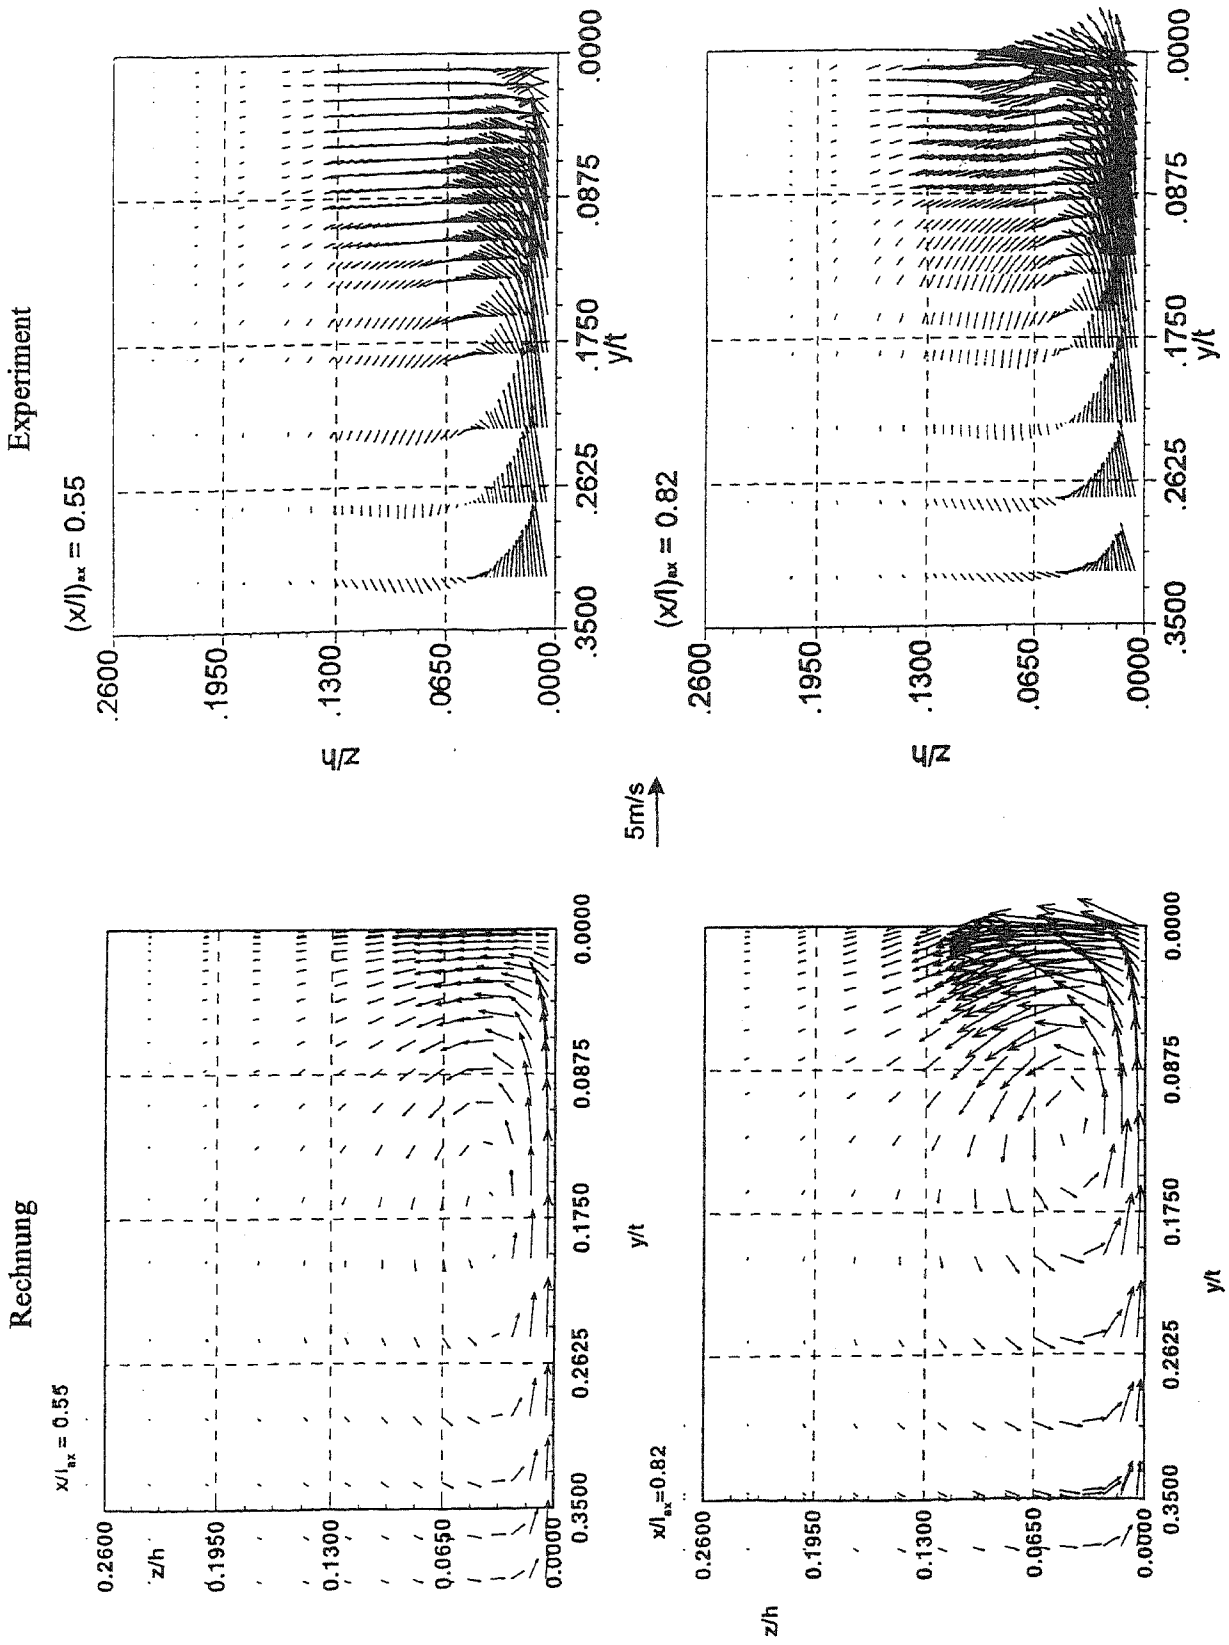 Rechnung
x/l_ax = 0.55
0.2600
z/h
0.1950
0.1300
0.0650
0.0000
0.3500
0.2625
0.1750
0.0875
0.0000
y/t
x/l_ax=0.82
0.2600
0.1950
0.1300
0.0650
0.0000
z/h
0.3500
0.2625
0.1750
0.0875
0.0000
y/t
5m/s
Experiment
(x/l)_ax = 0.55
.2600
.1950
.1300
.0650
.0000
z/h
.3500
.2625
.1750
.0875
.0000
y/t
(x/l)_ax = 0.82
.2600
.1950
.1300
.0650
.0000
z/h
.3500
.2625
.1750
.0875
.0000
y/t